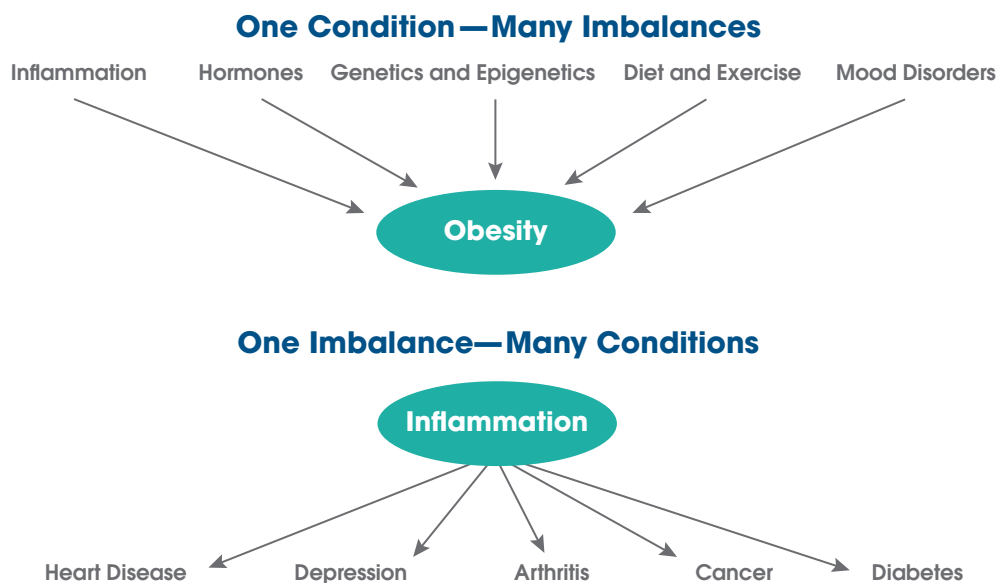 One Condition—Many Imbalances
Inflammation Hormones Genetics and Epigenetics Diet and Exercise Mood Disorders
Obesity
One Imbalance—Many Conditions
Inflammation
Heart Disease Depression Arthritis Cancer Diabetes